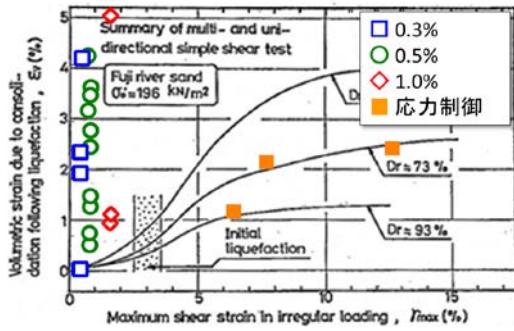 Summary of multi- and uni-
directional simple shear test
Fuji river sand
σ₀'=196 kN/m²
0.3%
0.5%
1.0%
応力制御
Dr
Dr≈73 %
Dr≈93 %
Initial
liquefaction
Volumetric strain due to consoli-
dation following liquefaction , εv (%)
5
4
3
2
1
0
0
5
10
15
Maximum shear strain in irregular loading , γmax (%)